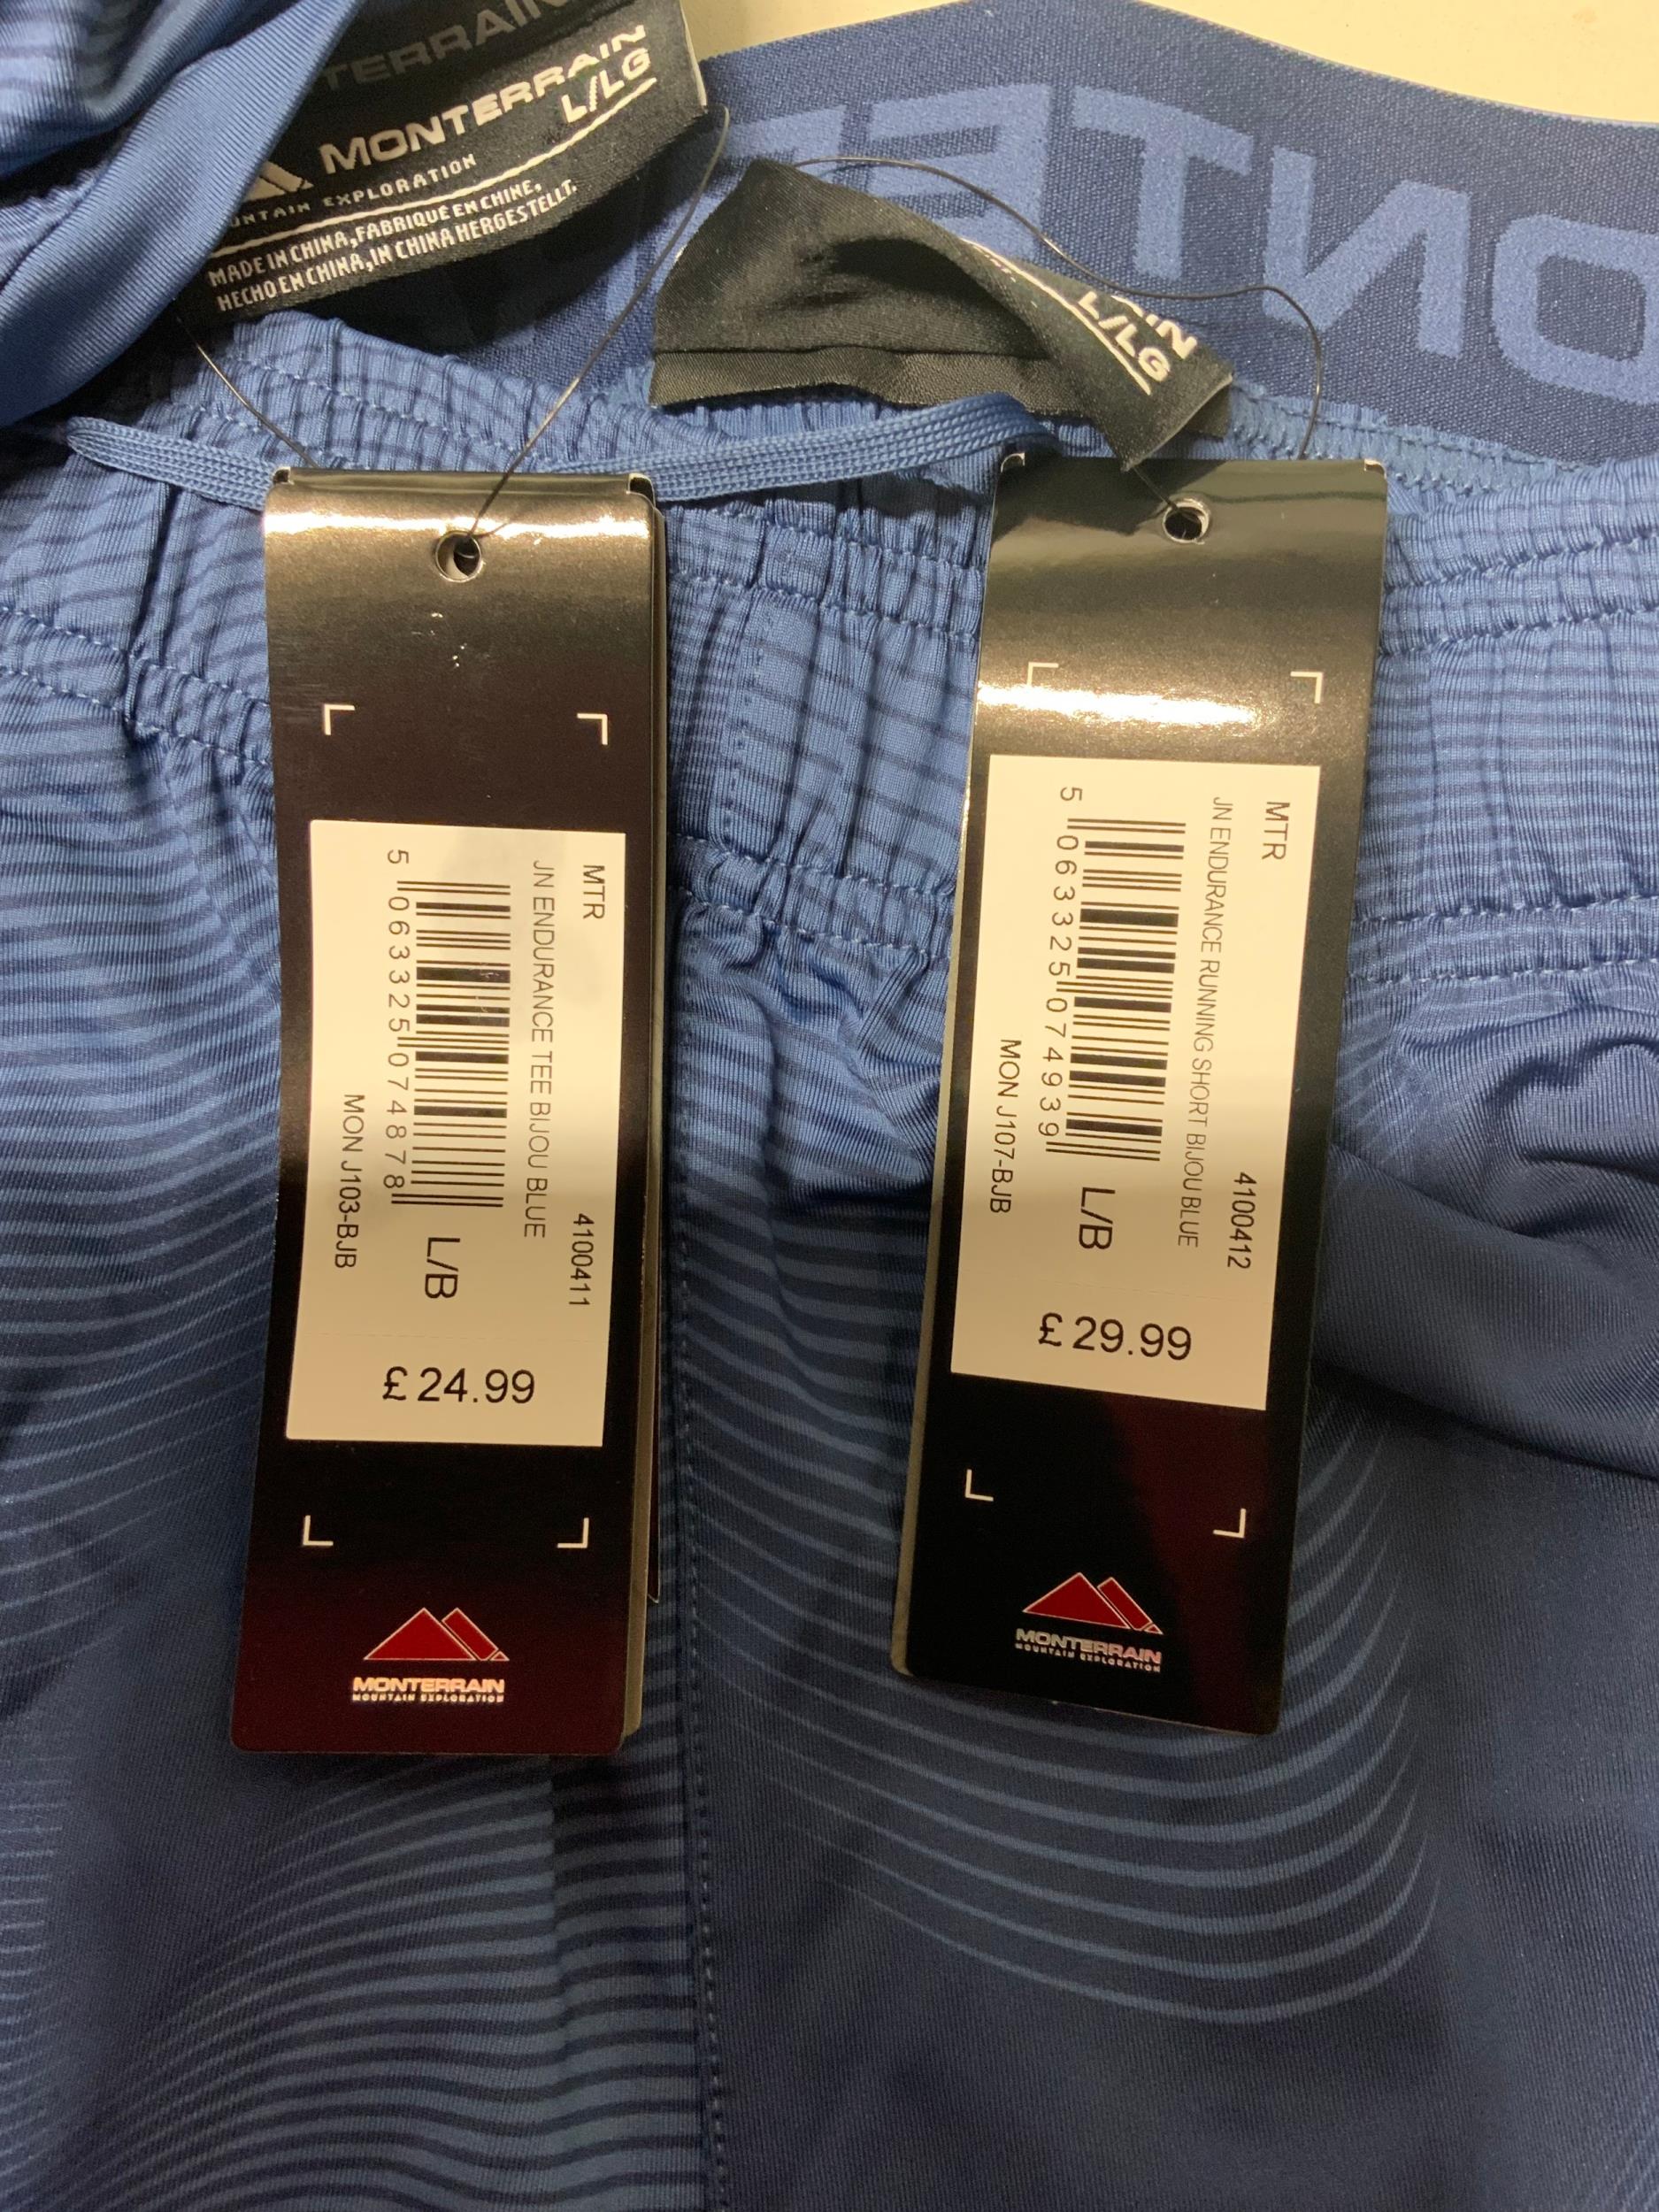 MONTERRAIN
L/LG
MOUNTAIN EXPLORATION
MADE IN CHINA, FABRIQUÉ EN CHINE,
HECHO EN CHINA, IN CHINA HERGESTELLT.
L/LG
MTR
4100411
JN ENDURANCE TEE BIJOU BLUE
5 063325 074878
L/B
MON J103-BJB
£ 24.99
MONTERRAIN
MOUNTAIN EXPLORATION
MTR
4100412
JN ENDURANCE RUNNING SHORT BIJOU BLUE
5 063325 074939
L/B
MON J107-BJB
£ 29.99
MONTERRAIN
MOUNTAIN EXPLORATION